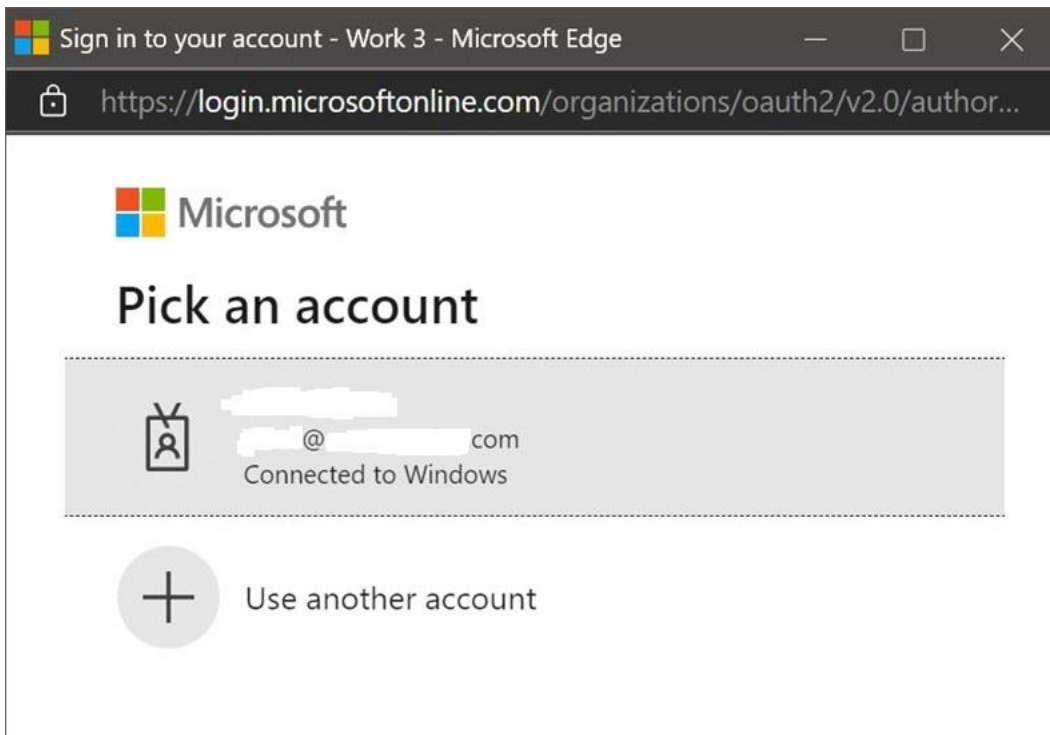 Sign in to your account - Work 3 - Microsoft Edge
https://login.microsoftonline.com/organizations/oauth2/v2.0/author...
Microsoft
Pick an account
@ com
Connected to Windows
Use another account